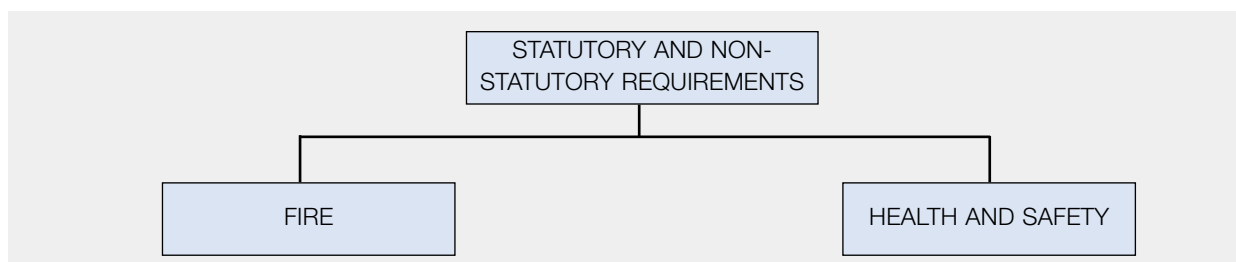 STATUTORY AND NON-
STATUTORY REQUIREMENTS
FIRE
HEALTH AND SAFETY